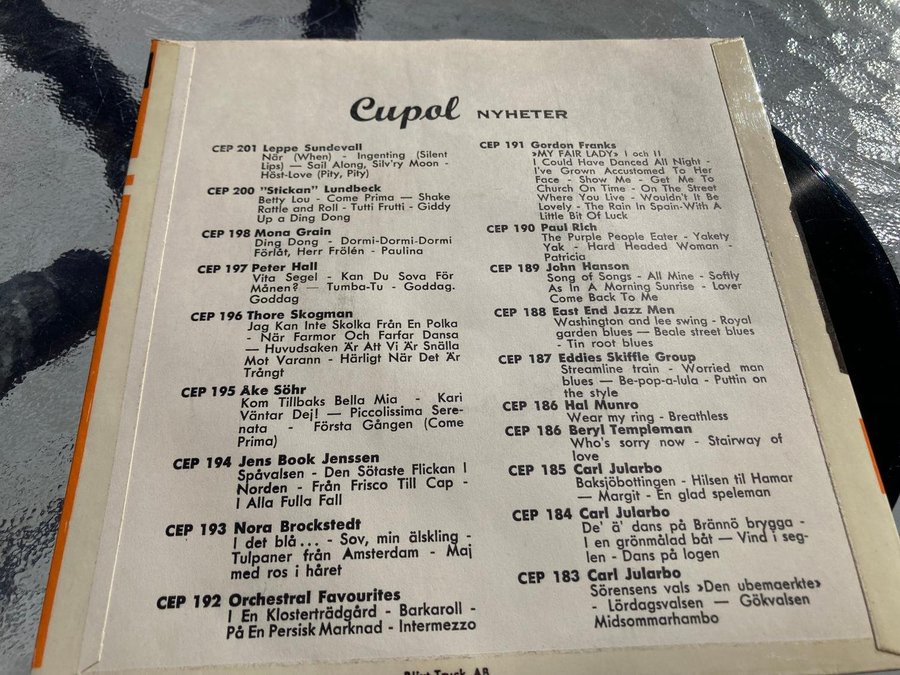 Cupol NYHETER
CEP 201 Leppe Sundevall
När (When) - Ingenting (Silent
Lips) — Sail Along, Silv'ry Moon -
Höst-Love (Pity, Pity)
CEP 200 "Stickan" Lundbeck
Betty Lou - Come Prima — Shake
Rattle and Roll - Tutti Frutti - Giddy
Up a Ding Dong
CEP 198 Mona Grain
Ding Dong - Dormi-Dormi-Dormi
Förlåt, Herr Frölén - Paulina
CEP 197 Peter Hall
Vita Segel - Kan Du Sova För
Månen? — Tumba-Tu - Goddag.
Goddag
CEP 196 Thore Skogman
Jag Kan Inte Skolka Från En Polka
- När Farmor Och Farfar Dansa
— Huvudsaken Är Att Vi Är Snälla
Mot Varann - Härligt När Det Är
Trångt
CEP 195 Åke Söhr
Kom Tillbaks Bella Mia - Kari
Väntar Dej! — Piccolissima Sere-
nata - Första Gången (Come
Prima)
CEP 194 Jens Book Jenssen
Spåvalsen - Den Sötaste Flickan I
Norden - Från Frisco Till Cap -
I Alla Fulla Fall
CEP 193 Nora Brockstedt
I det blå... - Sov, min älskling -
Tulpaner från Amsterdam - Maj
med ros i håret
CEP 192 Orchestral Favourites
I En Klosterträdgård - Barkaroll -
På En Persisk Marknad - Intermezzo
CEP 191 Gordon Franks
»MY FAIR LADY» I och II
I Could Have Danced All Night -
I've Grown Accustomed To Her
Face - Show Me - Get Me To
Church On Time - On The Street
Where You Live - Wouldn't It Be
Lovely - The Rain In Spain-With A
Little Bit Of Luck
CEP 190 Paul Rich
The Purple People Eater - Yakety
Yak - Hard Headed Woman -
Patricia
CEP 189 John Hanson
Song of Songs - All Mine - Softly
As In A Morning Sunrise - Lover
Come Back To Me
CEP 188 East End Jazz Men
Washington and lee swing - Royal
garden blues — Beale street blues
- Tin root blues
CEP 187 Eddies Skiffle Group
Streamline train - Worried man
blues — Be-pop-a-lula - Puttin on
the style
CEP 186 Hal Munro
Wear my ring - Breathless
CEP 186 Beryl Templeman
Who's sorry now - Stairway of
love
CEP 185 Carl Jularbo
Baksjöbottingen - Hilsen til Hamar
— Margit - En glad speleman
CEP 184 Carl Jularbo
De' ä' dans på Brännö brygga -
I en grönmålad båt — Vind i seg-
len - Dans på logen
CEP 183 Carl Jularbo
Sörensens vals »Den ubemaerkte»
- Lördagsvalsen — Gökvalsen
Midsommarhambo